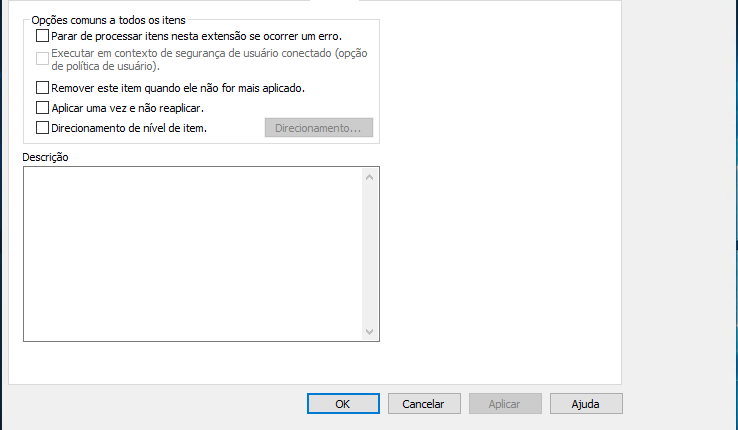 Opções comuns a todos os itens
Parar de processar itens nesta extensão se ocorrer um erro.
Executar em contexto de segurança de usuário conectado (opção
de política de usuário).
Remover este item quando ele não for mais aplicado.
Aplicar uma vez e não reaplicar.
Direcionamento de nível de item.
Direcionamento...
Descrição
OK
Cancelar
Aplicar
Ajuda